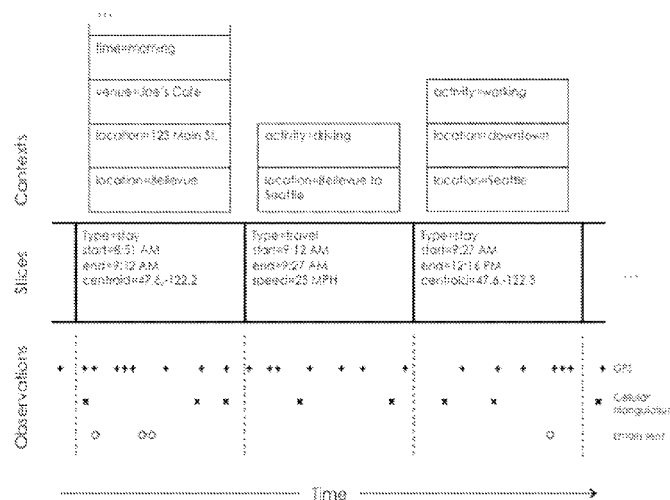 ...
time=morning
venue=Joe's Cafe
activity=working
location=123 Main St.
activity=driving
location=downtown
location=Bellevue
location=Bellevue to
Seattle
location=Seattle
Contexts
Type=stay
start=8:51 AM
end=9:12 AM
centroid=47.6,-122.2
Type=travel
start=9:12 AM
end=9:27 AM
speed=25 MPH
Type=stay
start=9:27 AM
end=12:16 PM
centroid=47.6,-122.3
...
Slices
Observations
GPS
Cellular
triangulation
Email sent
Time